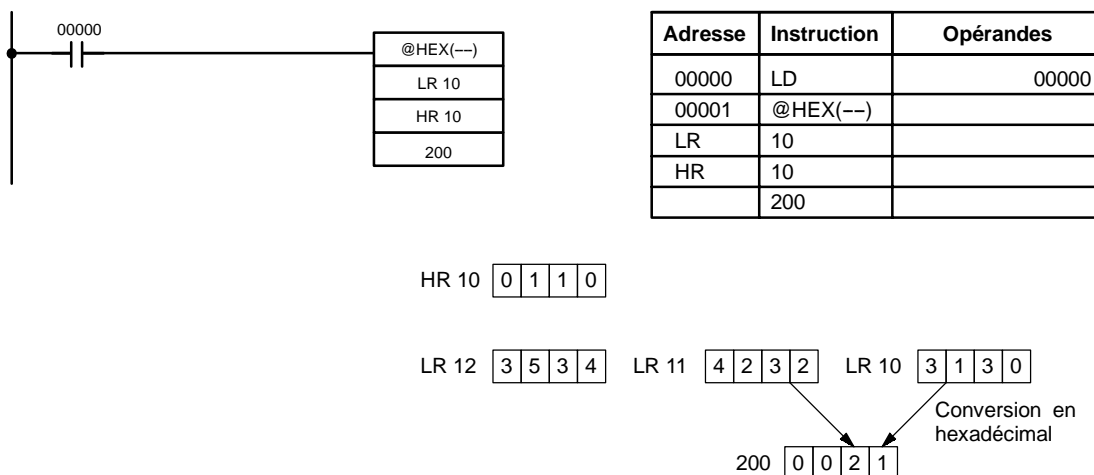 00000
@HEX(––)
LR 10
HR 10
200
Adresse Instruction Opérandes
00000 LD 00000
00001 @HEX(––)
LR 10
HR 10
200
HR 10 0 1 1 0
LR 12 3 5 3 4 LR 11 4 2 3 2 LR 10 3 1 3 0
Conversion en
hexadécimal
200 0 0 2 1